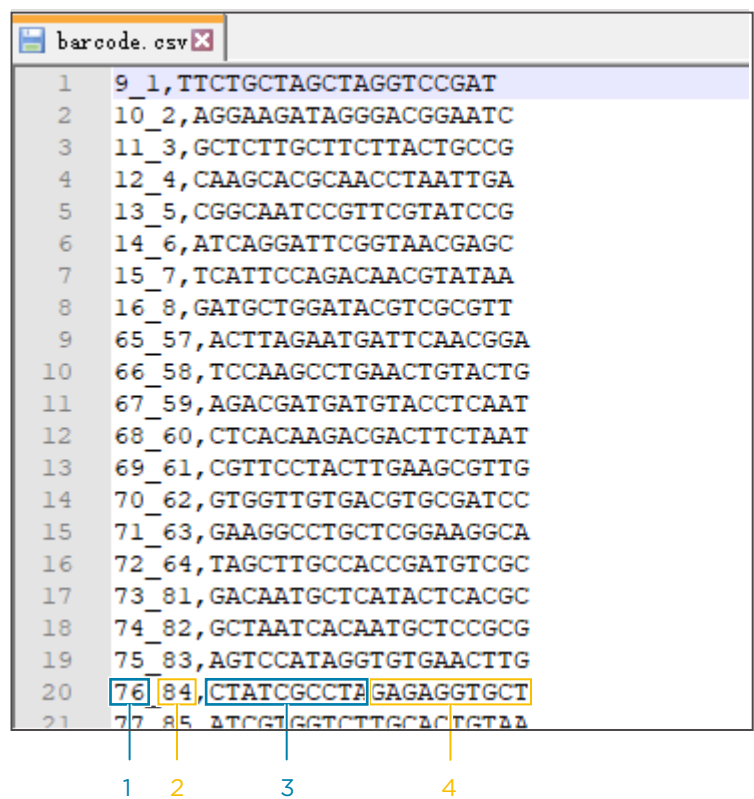 barcode.csv
1 9_1,TTCTGCTAGCTAGGTCCGAT
2 10_2,AGGAAGATAGGGACGGAATC
3 11_3,GCTCTTGCTTCTTACTGCCG
4 12_4,CAAGCACGCAACCTAATTGA
5 13_5,CGGCAATCCGTTCGTATCCG
6 14_6,ATCAGGATTCGGTAACGAGC
7 15_7,TCATTCCAGACAACGTATAA
8 16_8,GATGCTGGATACGTCGCGTT
9 65_57,ACTTAGAATGATTCAACGGA
10 66_58,TCCAAGCCTGAACTGTACTG
11 67_59,AGACGATGATGTACCTCAAT
12 68_60,CTCACAAGACGACTTCTAAT
13 69_61,CGTTCCTACTTGAAGCGTTG
14 70_62,GTGGTTGTGACGTGCGATCC
15 71_63,GAAGGCCTGCTCGGAAGGCA
16 72_64,TAGCTTGCCACCGATGTCGC
17 73_81,GACAATGCTCATACTCACGC
18 74_82,GCTAATCACAATGCTCCGCG
19 75_83,AGTCCATAGGTGTGAACTTG
20 76_84,CTATCGCCTAGAGAGGTGCT
21 77_85,ATCGTGGTCTTGCACTGTAA
1 2 3 4